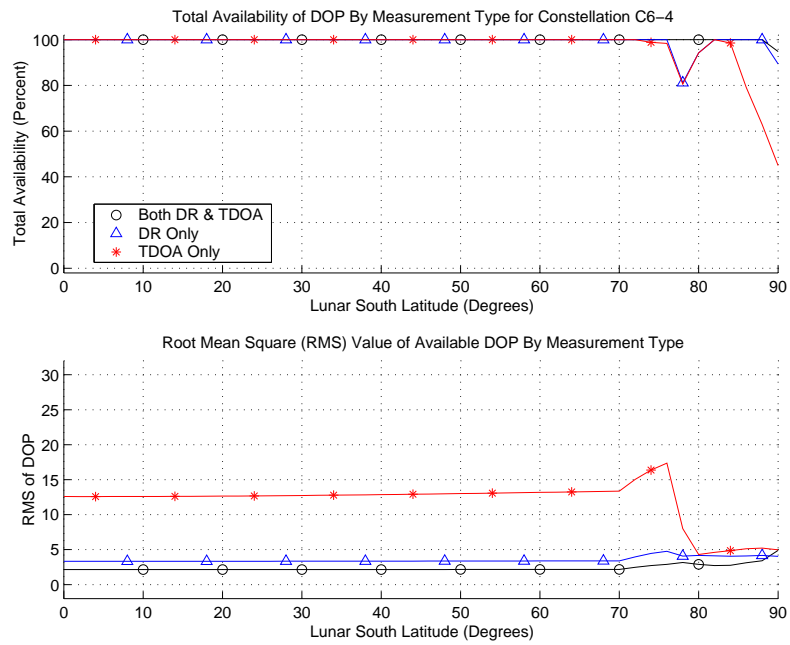 Total Availability of DOP By Measurement Type for Constellation C6−4
100
80
60
40
20
0
Total Availability (Percent)
Both DR & TDOA
DR Only
TDOA Only
0 10 20 30 40 50 60 70 80 90
Lunar South Latitude (Degrees)
Root Mean Square (RMS) Value of Available DOP By Measurement Type
30
25
20
15
10
5
0
RMS of DOP
0 10 20 30 40 50 60 70 80 90
Lunar South Latitude (Degrees)